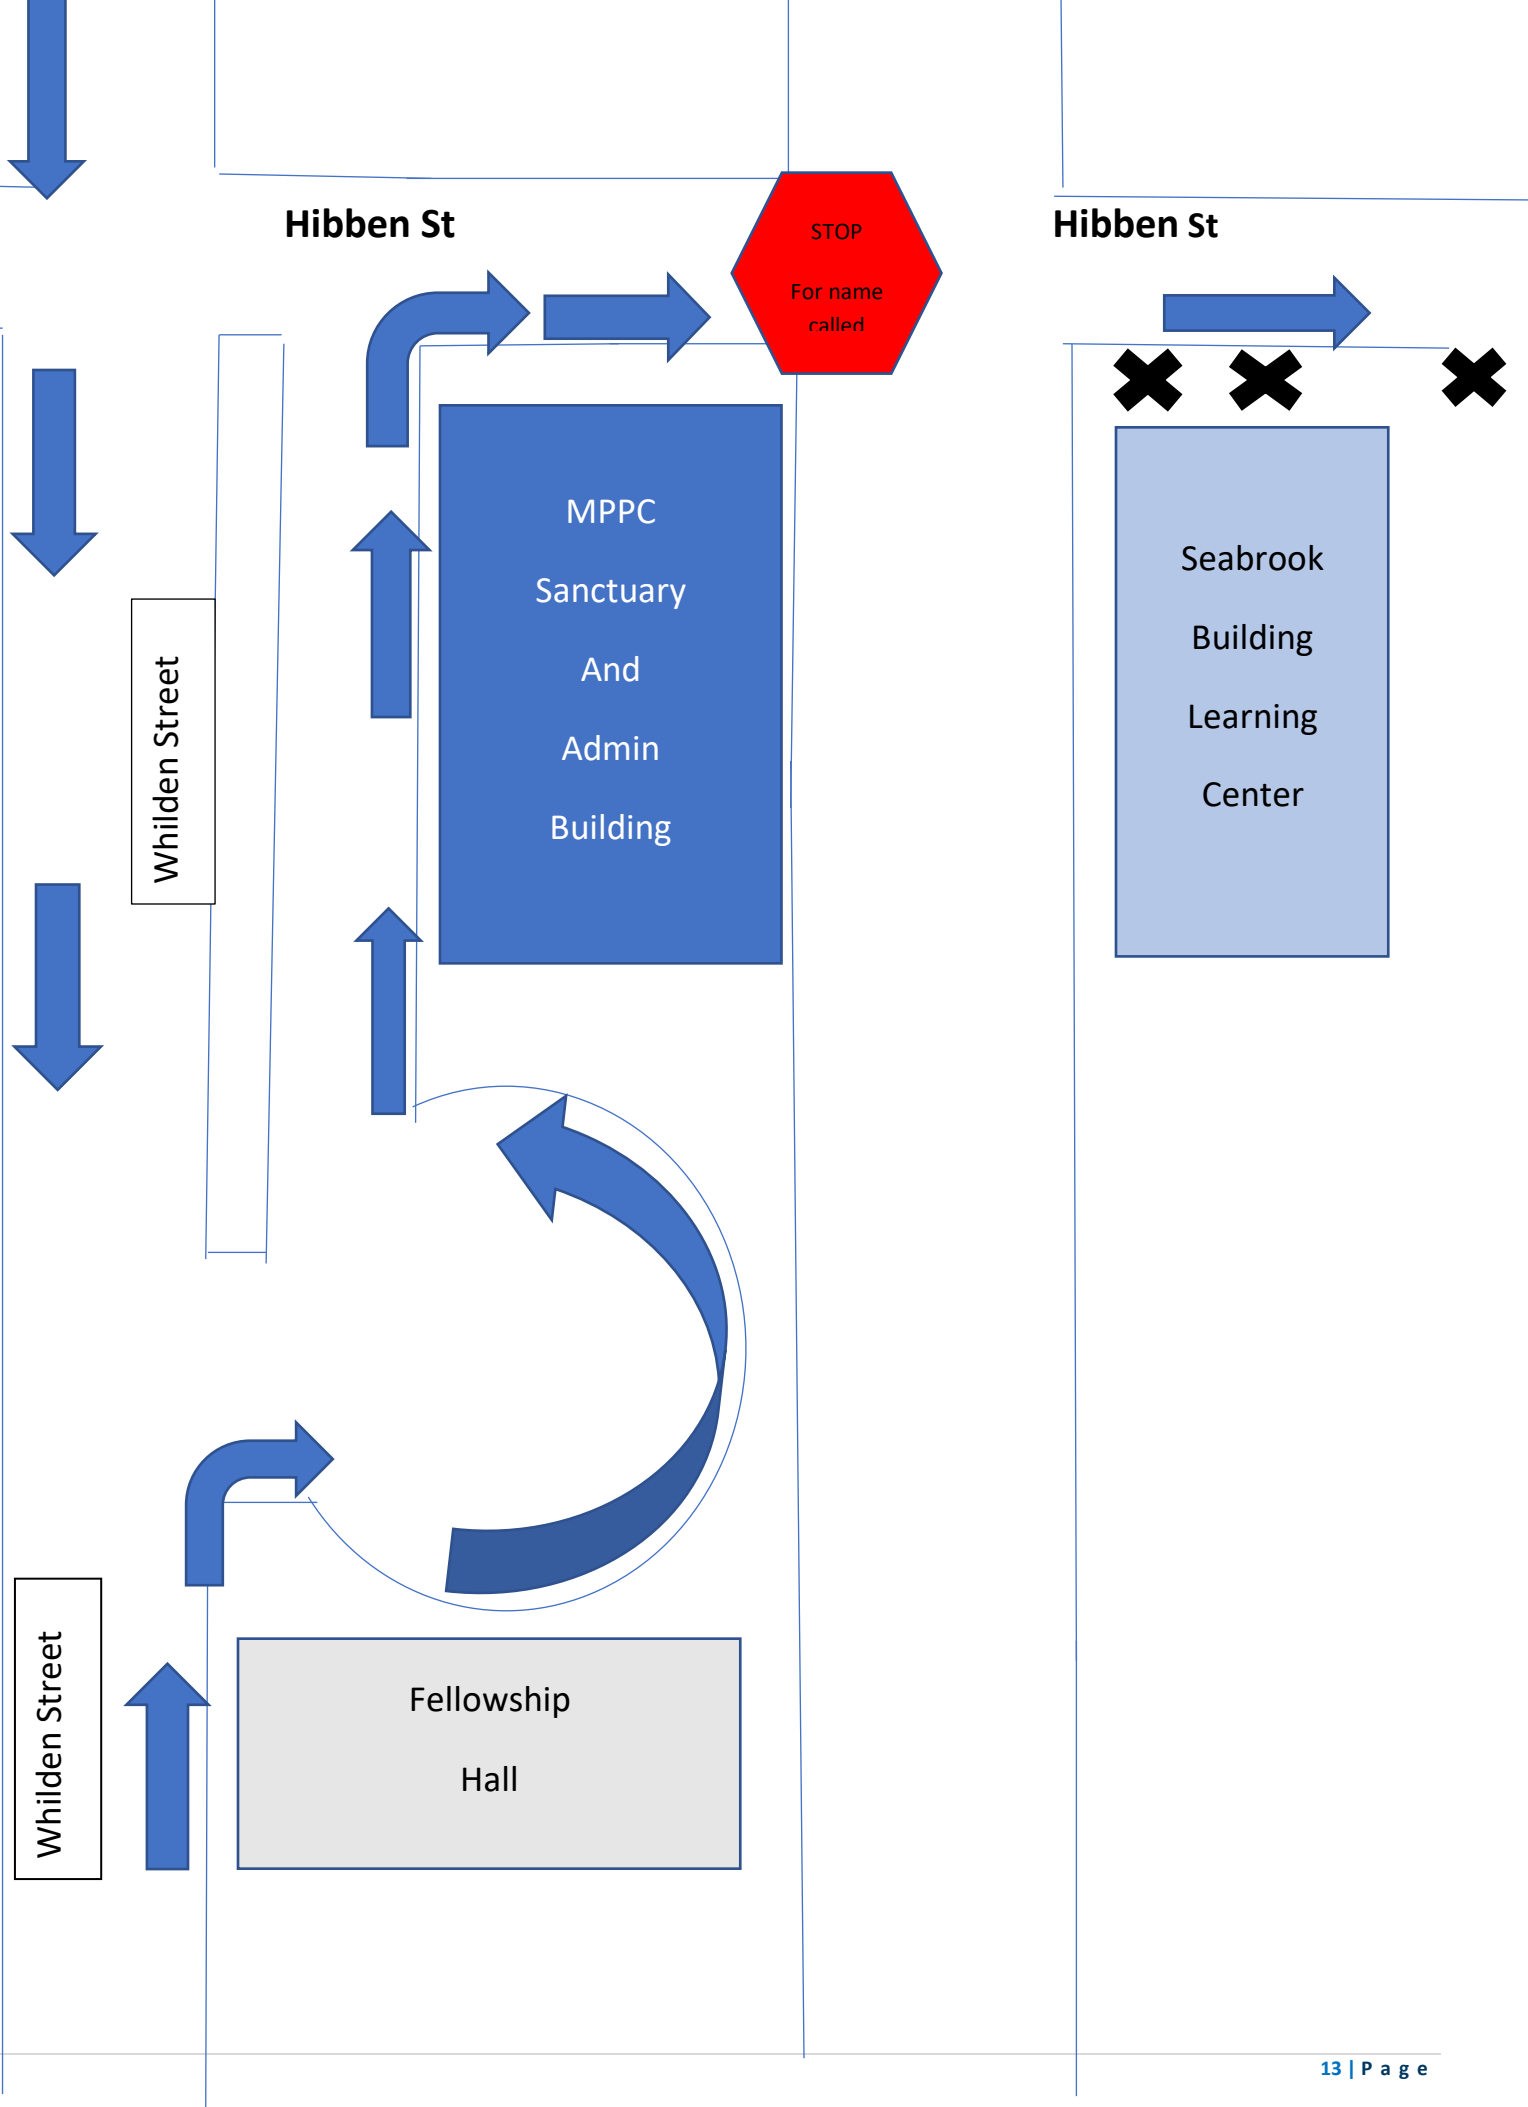 Hibben St
Hibben St
STOP
For name
called
MPPC
Sanctuary
And
Admin
Building
Seabrook
Building
Learning
Center
Whilden Street
Whilden Street
Fellowship
Hall
13 | Page